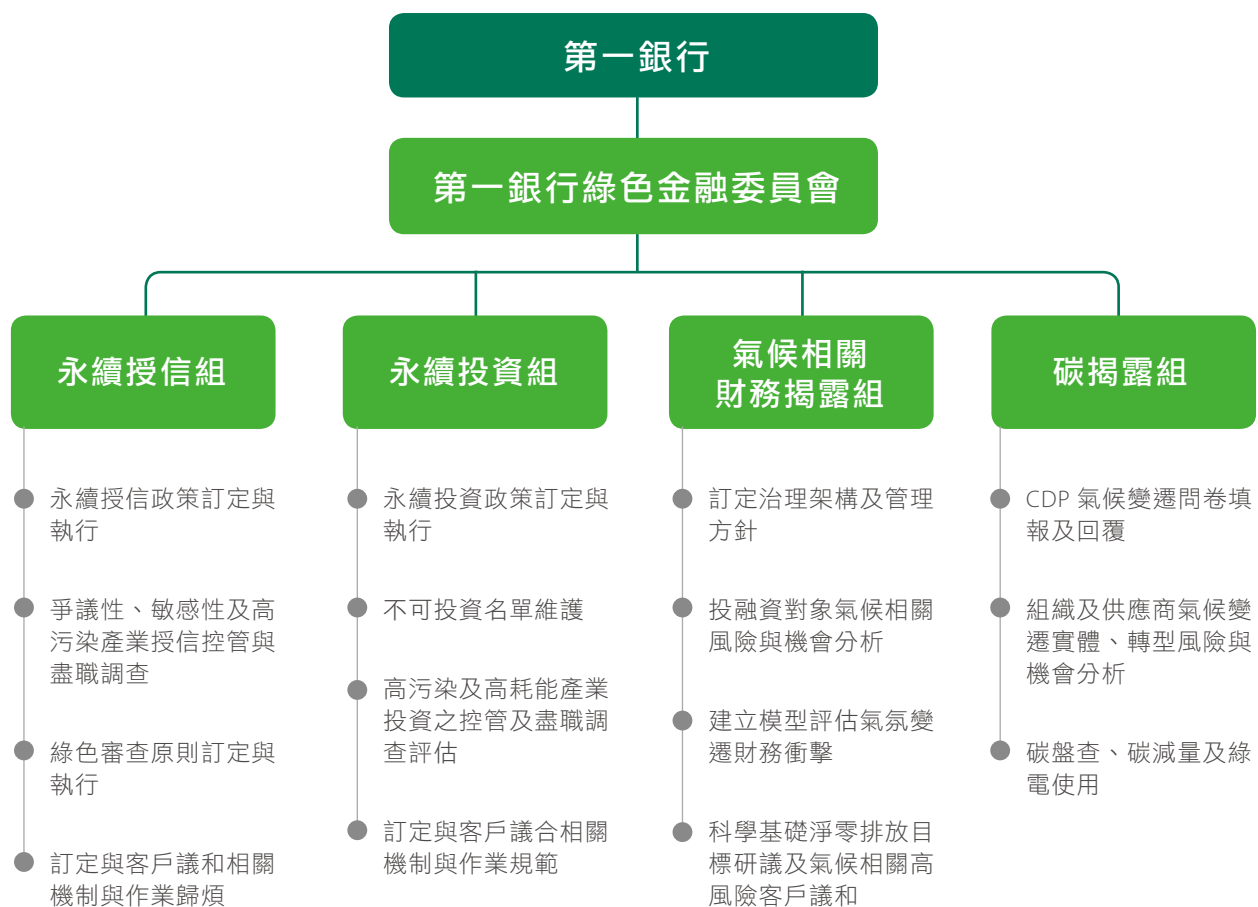 第一銀行
第一銀行綠色金融委員會
永續授信組
永續授信政策訂定與
執行
爭議性、敏感性及高
污染產業授信控管與
盡職調查
綠色審查原則訂定與
執行
訂定與客戶議和相關
機制與作業歸煩
永續投資組
永續投資政策訂定與
執行
不可投資名單維護
高污染及高耗能產業
投資之控管及盡職調
查評估
訂定與客戶議合相關
機制與作業規範
氣候相關
財務揭露組
訂定治理架構及管理
方針
投融資對象氣候相關
風險與機會分析
建立模型評估氣氛變
遷財務衝擊
科學基礎淨零排放目
標研議及氣候相關高
風險客戶議和
碳揭露組
CDP 氣候變遷問卷填
報及回覆
組織及供應商氣候變
遷實體、轉型風險與
機會分析
碳盤查、碳減量及綠
電使用